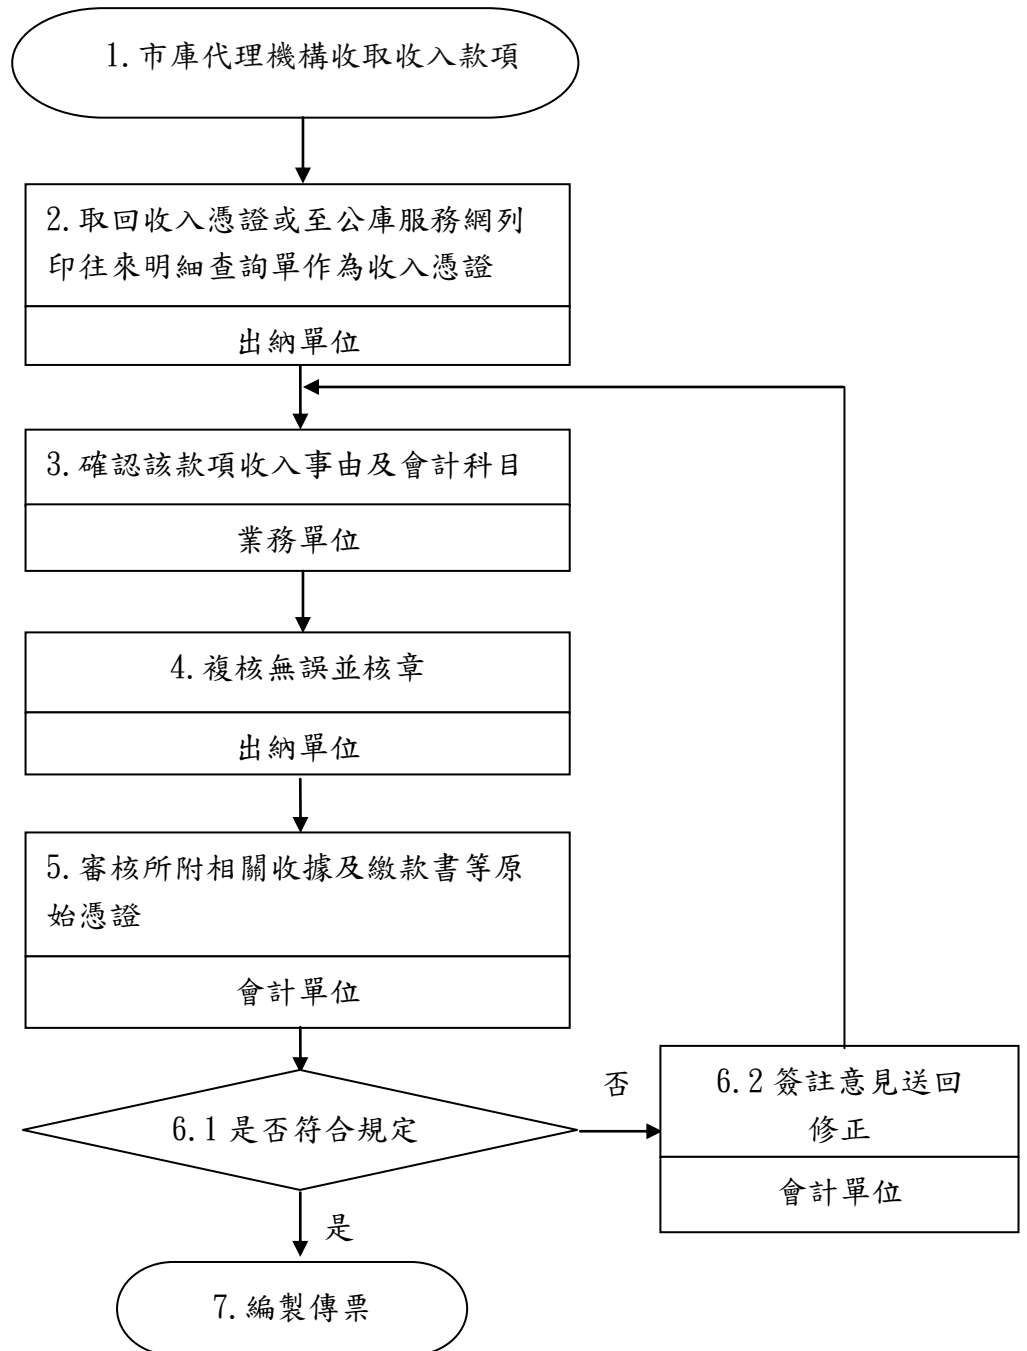 1.市庫代理機構收取收入款項
2.取回收入憑證或至公庫服務網列
印往來明細查詢單作為收入憑證
出納單位
3.確認該款項收入事由及會計科目
業務單位
4.複核無誤並核章
出納單位
5.審核所附相關收據及繳款書等原
始憑證
會計單位
6.1是否符合規定
否
6.2簽註意見送回
修正
會計單位
是
7.編製傳票